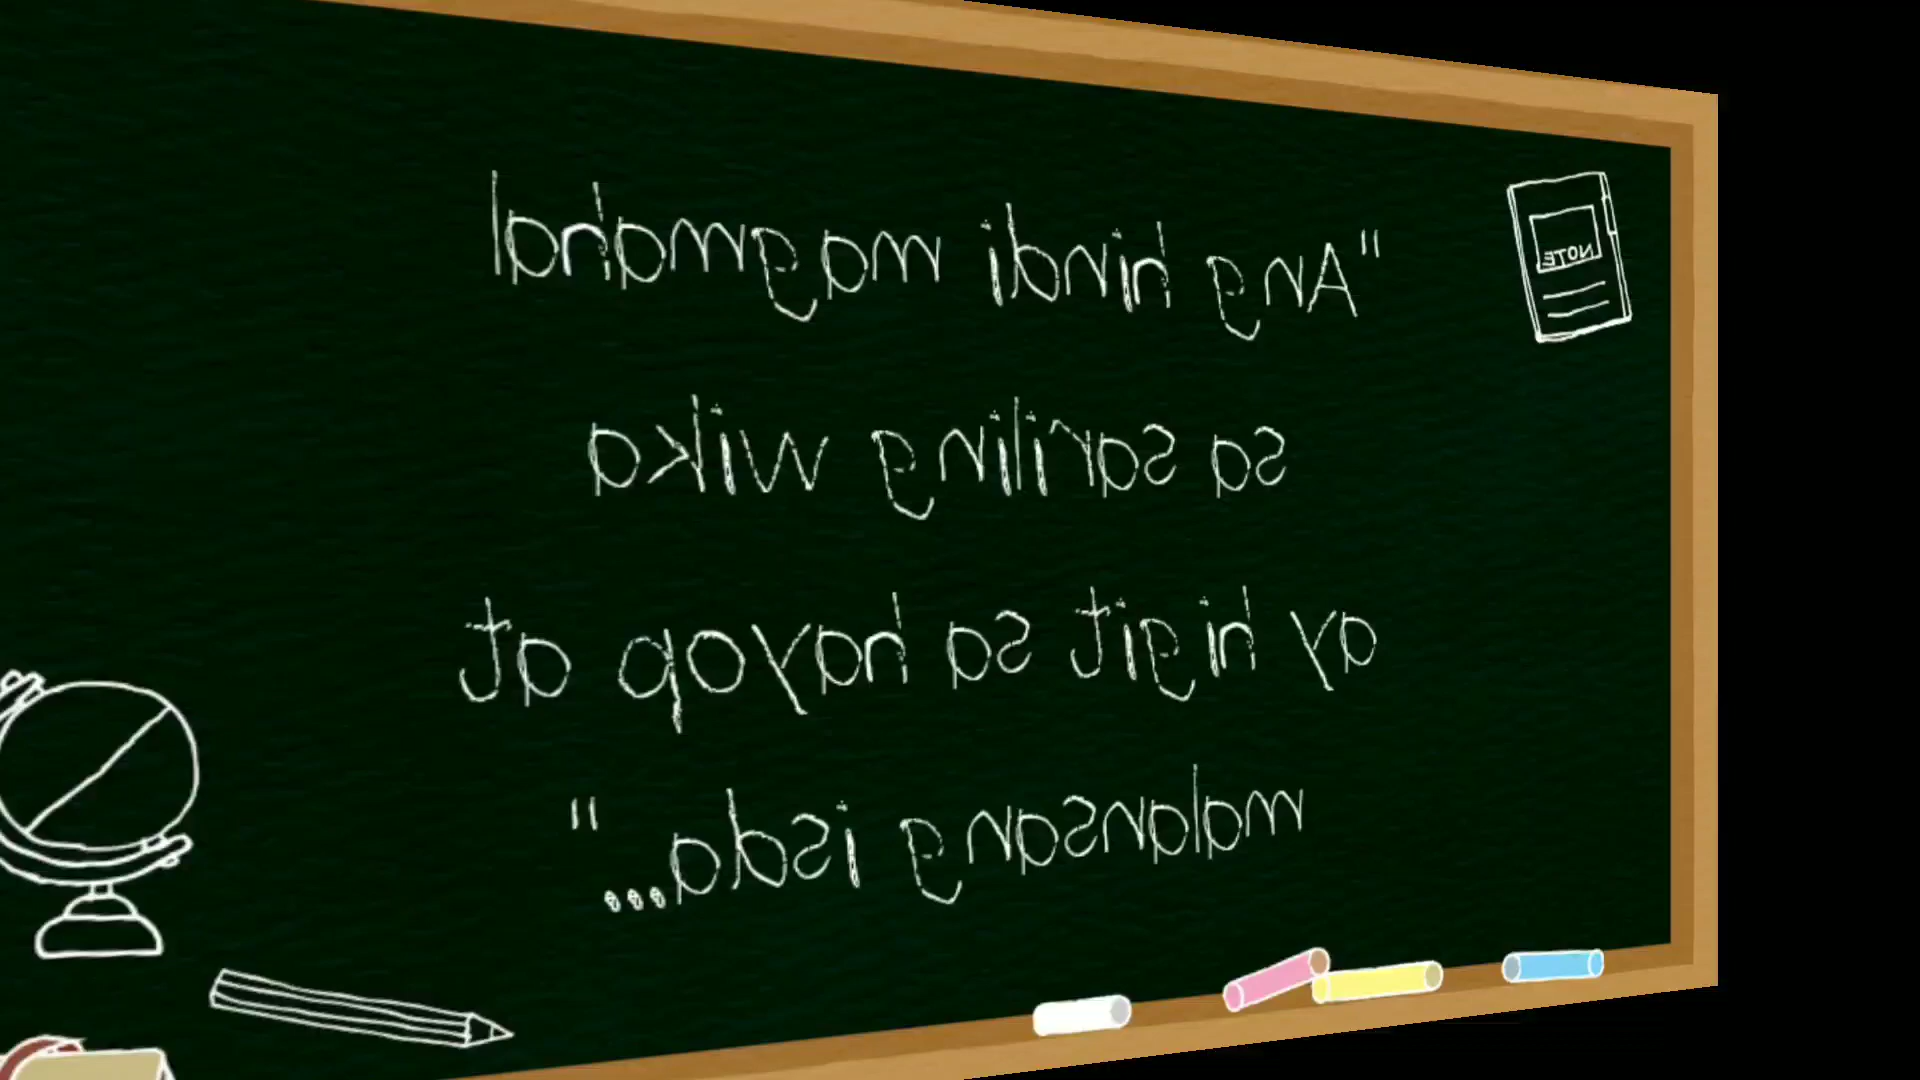 "Ang hindi magmahal
sa sariling wika
ay higit sa hayop at
malansang isda..."
NOTE